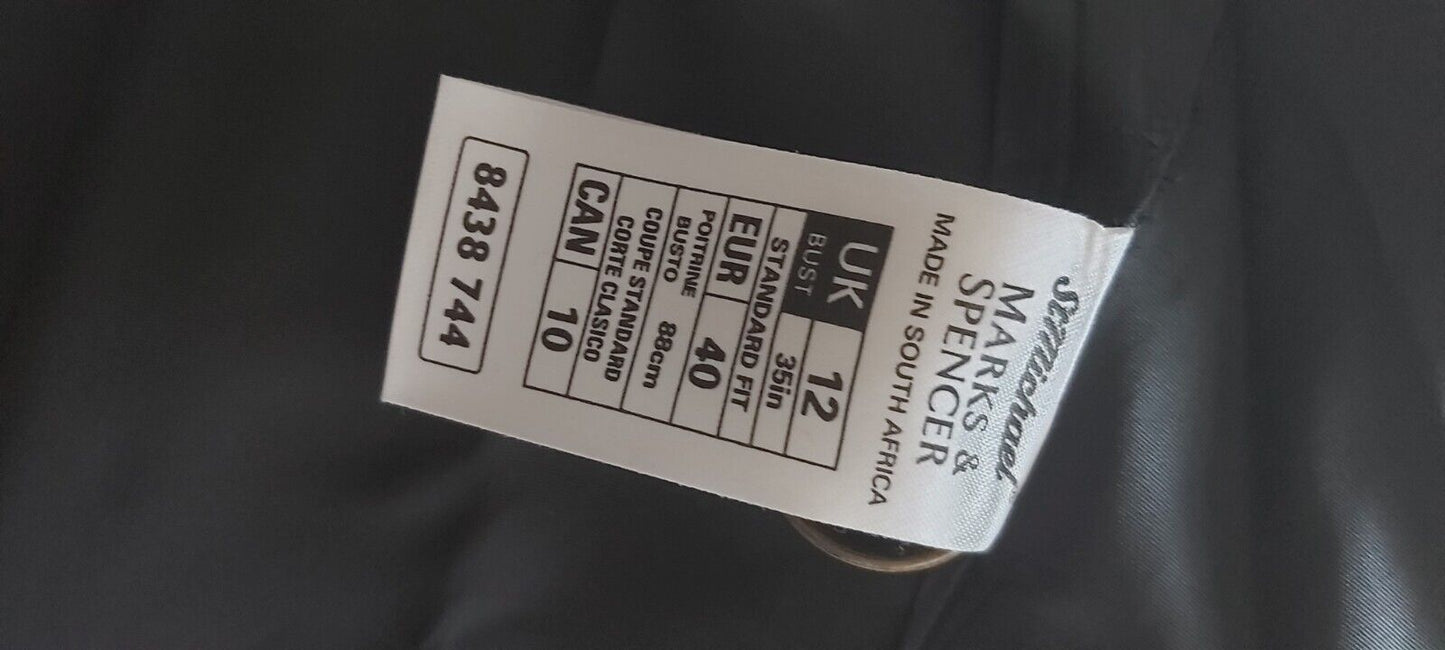 St Michael
MARKS &
SPENCER
MADE IN SOUTH AFRICA
UK 12
BUST 35in
STANDARD FIT
EUR 40
POITRINE
BUSTO 88cm
COUPE STANDARD
CORTE CLASICO
CAN 10
8438 744